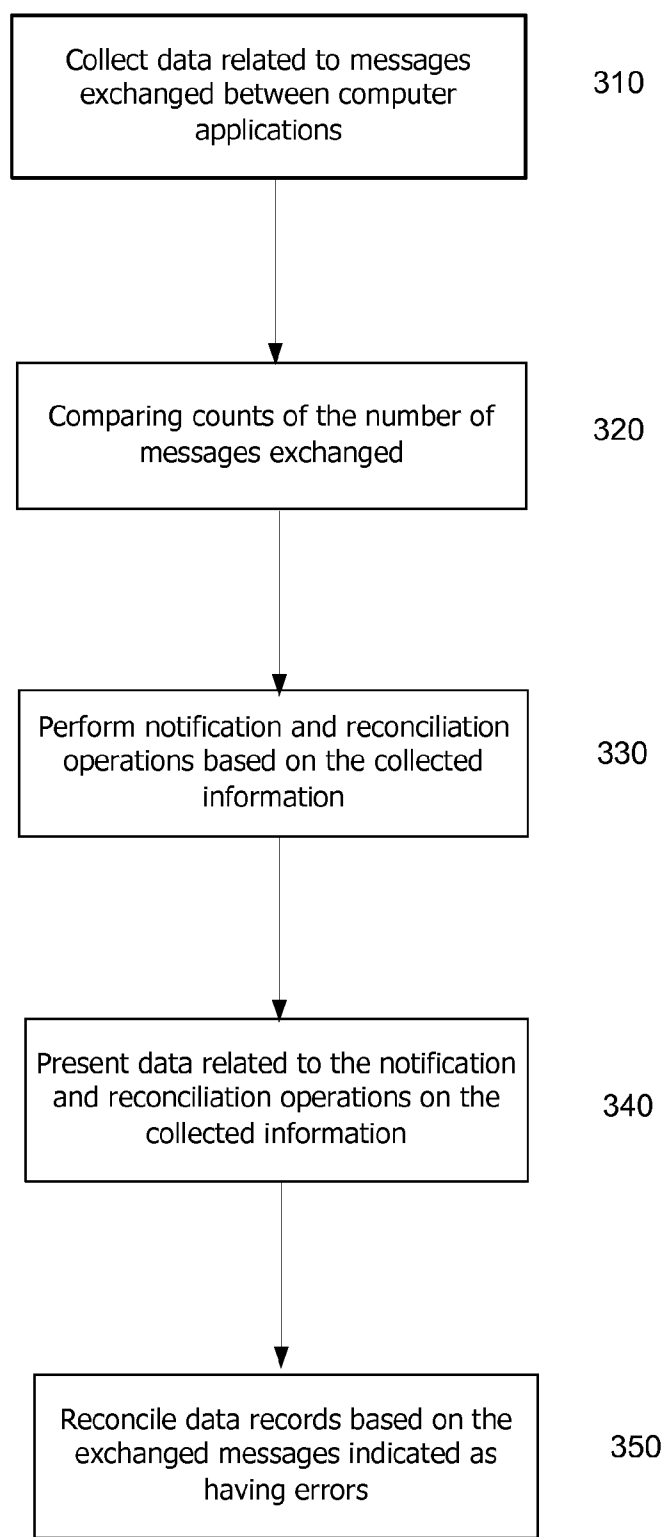 Collect data related to messages
exchanged between computer
applications
310
Comparing counts of the number of
messages exchanged
320
Perform notification and reconciliation
operations based on the collected
information
330
Present data related to the notification
and reconciliation operations on the
collected information
340
Reconcile data records based on the
exchanged messages indicated as
having errors
350